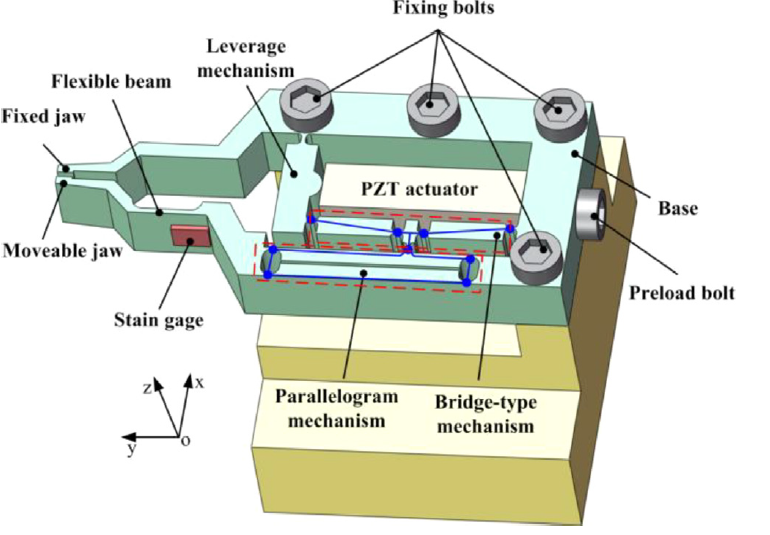 Fixing bolts
Leverage
mechanism
Flexible beam
Fixed jaw
PZT actuator
Base
Moveable jaw
Preload bolt
Stain gage
Parallelogram
mechanism
Bridge-type
mechanism
z
x
y
o